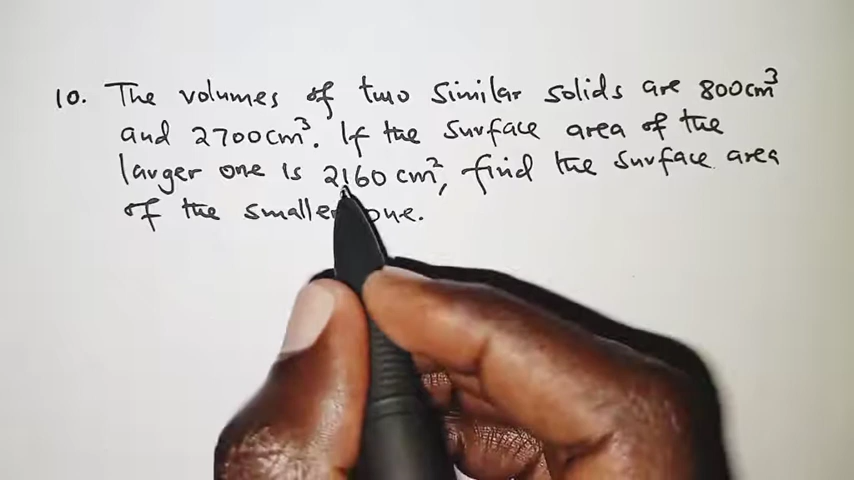 10. The volumes of two similar solids are 800cm³
and 2700cm³. If the surface area of the
larger one is 2160 cm², find the surface area
of the smaller one.